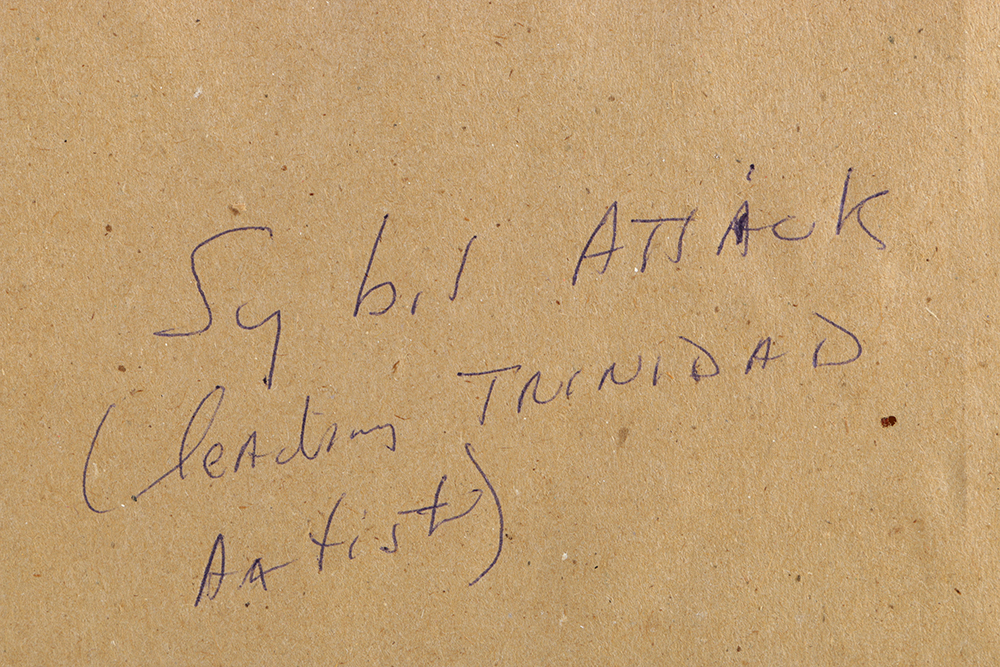 Sybil ATTACK
(leading TRINIDAD
Artist)